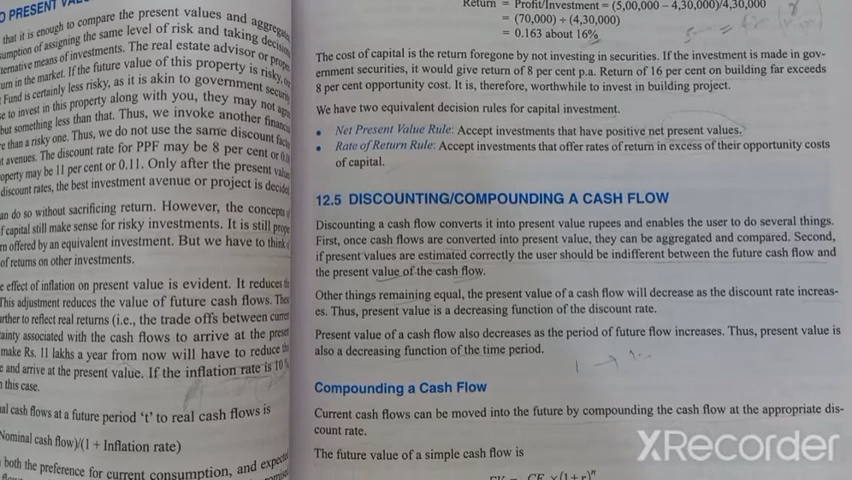 O PRESENT
that it is enough to compare the present values and aggrega
sumption of assigning the same level of risk and taking decision
ternative means of investments. The real estate advisor or prope
urn in the market. If the future value of this property is risky,
Fund is certainly less risky, as it is akin to government secu
se to invest in this property along with you, they may not ag
but something less than that. Thus, we invoke another financi
re than a risky one. Thus, we do not use the same discount fac
t avenues. The discount rate for PPF may be 8 per cent or 0.0
operty may be 11 per cent or 0.11. Only after the present val
discount rates, the best investment avenue or project is decided
an do so without sacrificing return. However, the concepts
f capital still make sense for risky investments. It is still prope
rn offered by an equivalent investment. But we have to think
of returns on other investments.
e effect of inflation on present value is evident. It reduces
This adjustment reduces the value of future cash flows. The
urther to reflect real returns (i.e., the trade offs between curre
tainty associated with the cash flows to arrive at the prese
make Rs. 11 lakhs a year from now will have to reduce
e and arrive at the present value. If the inflation rate is 10 %
n this case.
al cash flows at a future period 't' to real cash flows is
Nominal cash flow)/(1 + Inflation rate)
both the preference for current consumption, and expec
Return = Profit/Investment = (5,00,000 – 4,30,000)/4,30,000
= (70,000) ÷ (4,30,000)
= 0.163 about 16%
The cost of capital is the return foregone by not investing in securities. If the investment is made in gov-
ernment securities, it would give return of 8 per cent p.a. Return of 16 per cent on building far exceeds
8 per cent opportunity cost. It is, therefore, worthwhile to invest in building project.
We have two equivalent decision rules for capital investment.
• Net Present Value Rule: Accept investments that have positive net present values.
• Rate of Return Rule: Accept investments that offer rates of return in excess of their opportunity costs
of capital.
12.5 DISCOUNTING/COMPOUNDING A CASH FLOW
Discounting a cash flow converts it into present value rupees and enables the user to do several things.
First, once cash flows are converted into present value, they can be aggregated and compared. Second,
if present values are estimated correctly the user should be indifferent between the future cash flow and
the present value of the cash flow.
Other things remaining equal, the present value of a cash flow will decrease as the discount rate increas-
es. Thus, present value is a decreasing function of the discount rate.
Present value of a cash flow also decreases as the period of future flow increases. Thus, present value is
also a decreasing function of the time period.
Compounding a Cash Flow
Current cash flows can be moved into the future by compounding the cash flow at the appropriate dis-
count rate.
The future value of a simple cash flow is
XRecorder